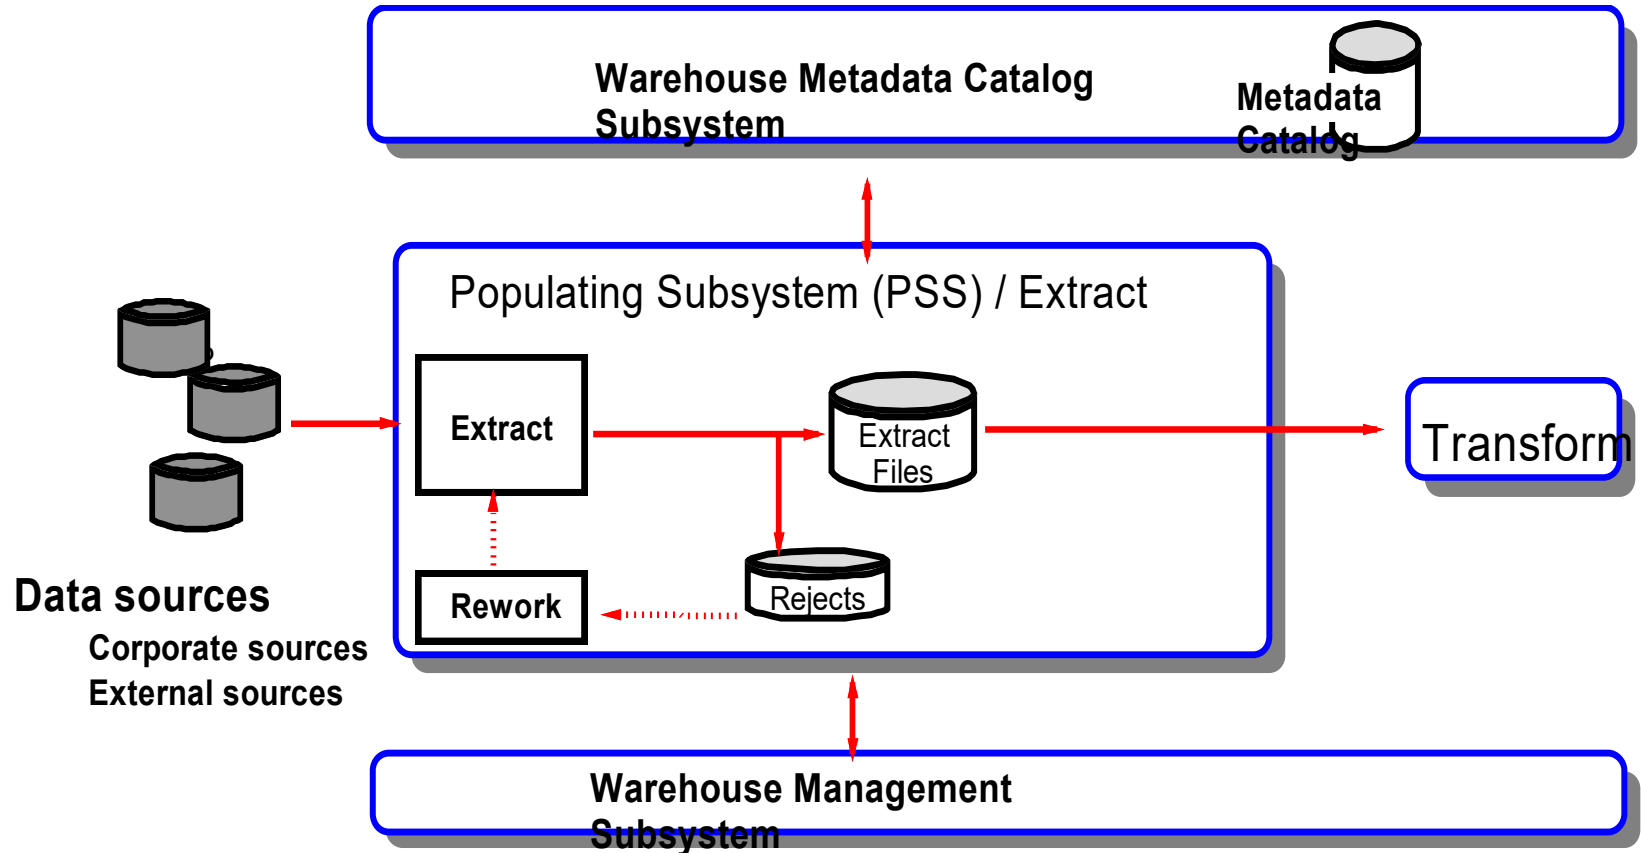 Warehouse Metadata Catalog
Subsystem
Metadata
Catalog
Populating Subsystem (PSS) / Extract
Extract
Extract
Files
Transform
Rework
Rejects
Data sources
Corporate sources
External sources
Warehouse Management
Subsystem